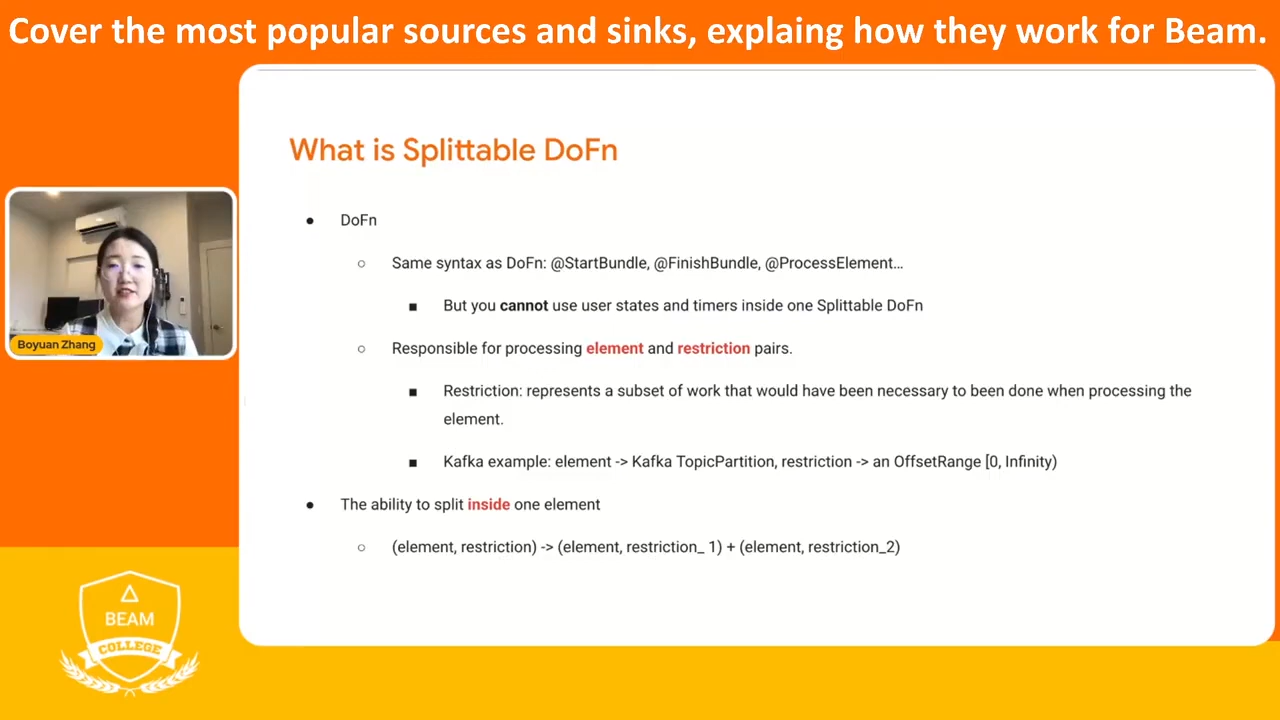 Cover the most popular sources and sinks, explaing how they work for Beam.
What is Splittable DoFn
● DoFn
○ Same syntax as DoFn: @StartBundle, @FinishBundle, @ProcessElement…
■ But you cannot use user states and timers inside one Splittable DoFn
○ Responsible for processing element and restriction pairs.
■ Restriction: represents a subset of work that would have been necessary to been done when processing the
element.
■ Kafka example: element -> Kafka TopicPartition, restriction -> an OffsetRange [0, Infinity)
● The ability to split inside one element
○ (element, restriction) -> (element, restriction_ 1) + (element, restriction_2)
Boyuan Zhang
BEAM
COLLEGE